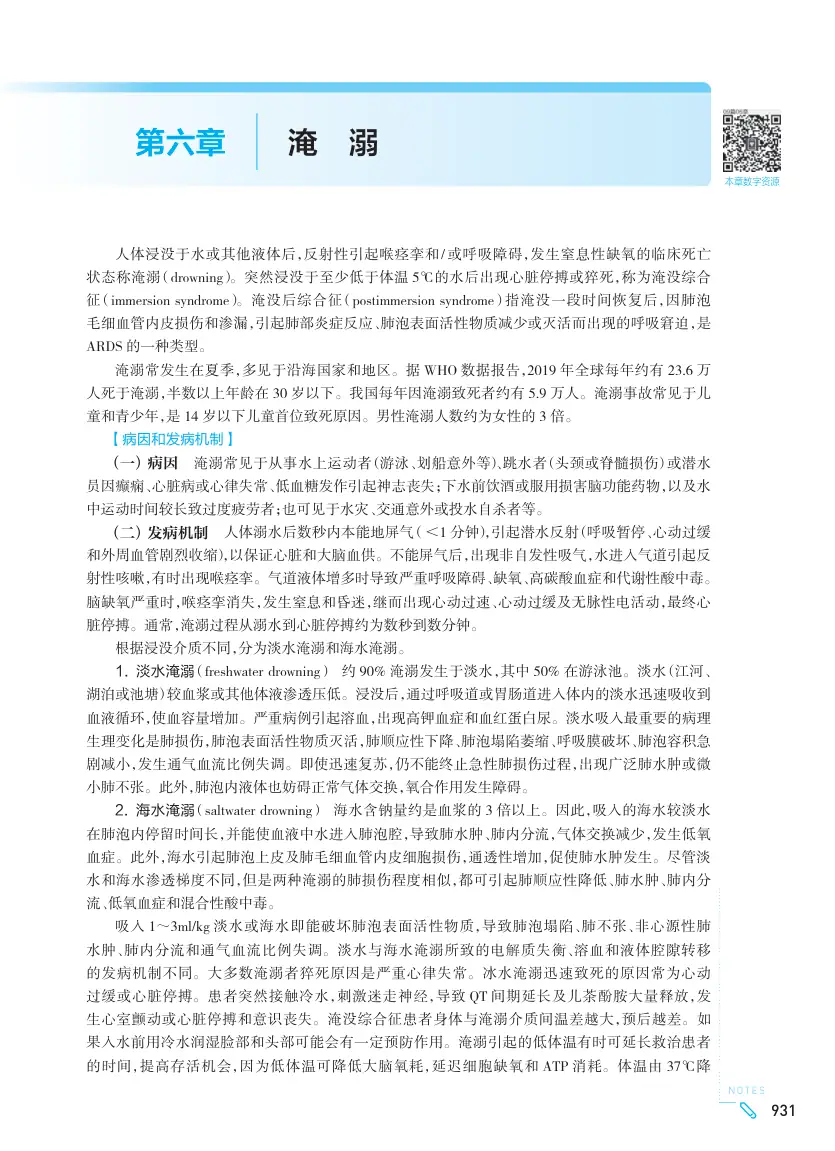 第六章
淹 溺
本章数字资源
人体浸没于水或其他液体后,反射性引起喉痉挛和/或呼吸障碍,发生窒息性缺氧的临床死亡
状态称淹溺(drowning)。突然浸没于至少低于体温 5℃的水后出现心脏停搏或猝死,称为淹没综合
征(immersion syndrome)。淹没后综合征(postimmersion syndrome)指淹没一段时间恢复后,因肺泡
毛细血管内皮损伤和渗漏,引起肺部炎症反应、肺泡表面活性物质减少或灭活而出现的呼吸窘迫,是
ARDS 的一种类型。
淹溺常发生在夏季,多见于沿海国家和地区。据 WHO 数据报告,2019 年全球每年约有 23.6 万
人死于淹溺,半数以上年龄在 30 岁以下。我国每年因淹溺致死者约有 5.9 万人。淹溺事故常见于儿
童和青少年,是 14 岁以下儿童首位致死原因。男性淹溺人数约为女性的 3 倍。
【病因和发病机制】
(一)病因 淹溺常见于从事水上运动者(游泳、划船意外等)、跳水者(头颈或脊髓损伤)或潜水
员因癫痫、心脏病或心律失常、低血糖发作引起神志丧失;下水前饮酒或服用损害脑功能药物,以及水
中运动时间较长致过度疲劳者;也可见于水灾、交通意外或投水自杀者等。
(二)发病机制 人体溺水后数秒内本能地屏气(<1 分钟),引起潜水反射(呼吸暂停、心动过缓
和外周血管剧烈收缩),以保证心脏和大脑血供。不能屏气后,出现非自发性吸气,水进入气道引起反
射性咳嗽,有时出现喉痉挛。气道液体增多时导致严重呼吸障碍、缺氧、高碳酸血症和代谢性酸中毒。
脑缺氧严重时,喉痉挛消失,发生窒息和昏迷,继而出现心动过速、心动过缓及无脉性电活动,最终心
脏停搏。通常,淹溺过程从溺水到心脏停搏约为数秒到数分钟。
根据浸没介质不同,分为淡水淹溺和海水淹溺。
1. 淡水淹溺(freshwater drowning) 约 90% 淹溺发生于淡水,其中 50% 在游泳池。淡水(江河、
湖泊或池塘)较血浆或其他体液渗透压低。浸没后,通过呼吸道或胃肠道进入体内的淡水迅速吸收到
血液循环,使血容量增加。严重病例引起溶血,出现高钾血症和血红蛋白尿。淡水吸入最重要的病理
生理变化是肺损伤,肺泡表面活性物质灭活,肺顺应性下降、肺泡塌陷萎缩、呼吸膜破坏、肺泡容积急
剧减小,发生通气血流比例失调。即使迅速复苏,仍不能终止急性肺损伤过程,出现广泛肺水肿或微
小肺不张。此外,肺泡内液体也妨碍正常气体交换,氧合作用发生障碍。
2. 海水淹溺(saltwater drowning) 海水含钠量约是血浆的 3 倍以上。因此,吸入的海水较淡水
在肺泡内停留时间长,并能使血液中水进入肺泡腔,导致肺水肿、肺内分流,气体交换减少,发生低氧
血症。此外,海水引起肺泡上皮及肺毛细血管内皮细胞损伤,通透性增加,促使肺水肿发生。尽管淡
水和海水渗透梯度不同,但是两种淹溺的肺损伤程度相似,都可引起肺顺应性降低、肺水肿、肺内分
流、低氧血症和混合性酸中毒。
吸入 1～3ml/kg 淡水或海水即能破坏肺泡表面活性物质,导致肺泡塌陷、肺不张、非心源性肺
水肿、肺内分流和通气血流比例失调。淡水与海水淹溺所致的电解质失衡、溶血和液体腔隙转移
的发病机制不同。大多数淹溺者猝死原因是严重心律失常。冰水淹溺迅速致死的原因常为心动
过缓或心脏停搏。患者突然接触冷水,刺激迷走神经,导致 QT 间期延长及儿茶酚胺大量释放,发
生心室颤动或心脏停搏和意识丧失。淹没综合征患者身体与淹溺介质间温差越大,预后越差。如
果入水前用冷水润湿脸部和头部可能会有一定预防作用。淹溺引起的低体温有时可延长救治患者
的时间,提高存活机会,因为低体温可降低大脑氧耗,延迟细胞缺氧和 ATP 消耗。体温由 37℃降
NOTES
931